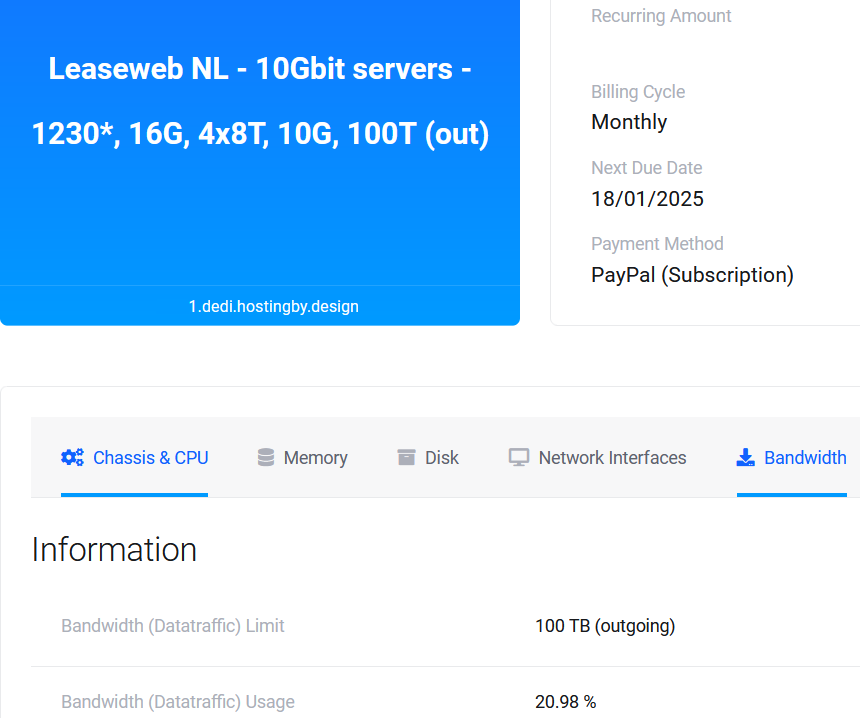 Leaseweb NL - 10Gbit servers -
1230*, 16G, 4x8T, 10G, 100T (out)
1.dedi.hostingby.design
Recurring Amount
Billing Cycle
Monthly
Next Due Date
18/01/2025
Payment Method
PayPal (Subscription)
Chassis & CPU Memory Disk Network Interfaces Bandwidth
Information
Bandwidth (Datatraffic) Limit 100 TB (outgoing)
Bandwidth (Datatraffic) Usage 20.98 %